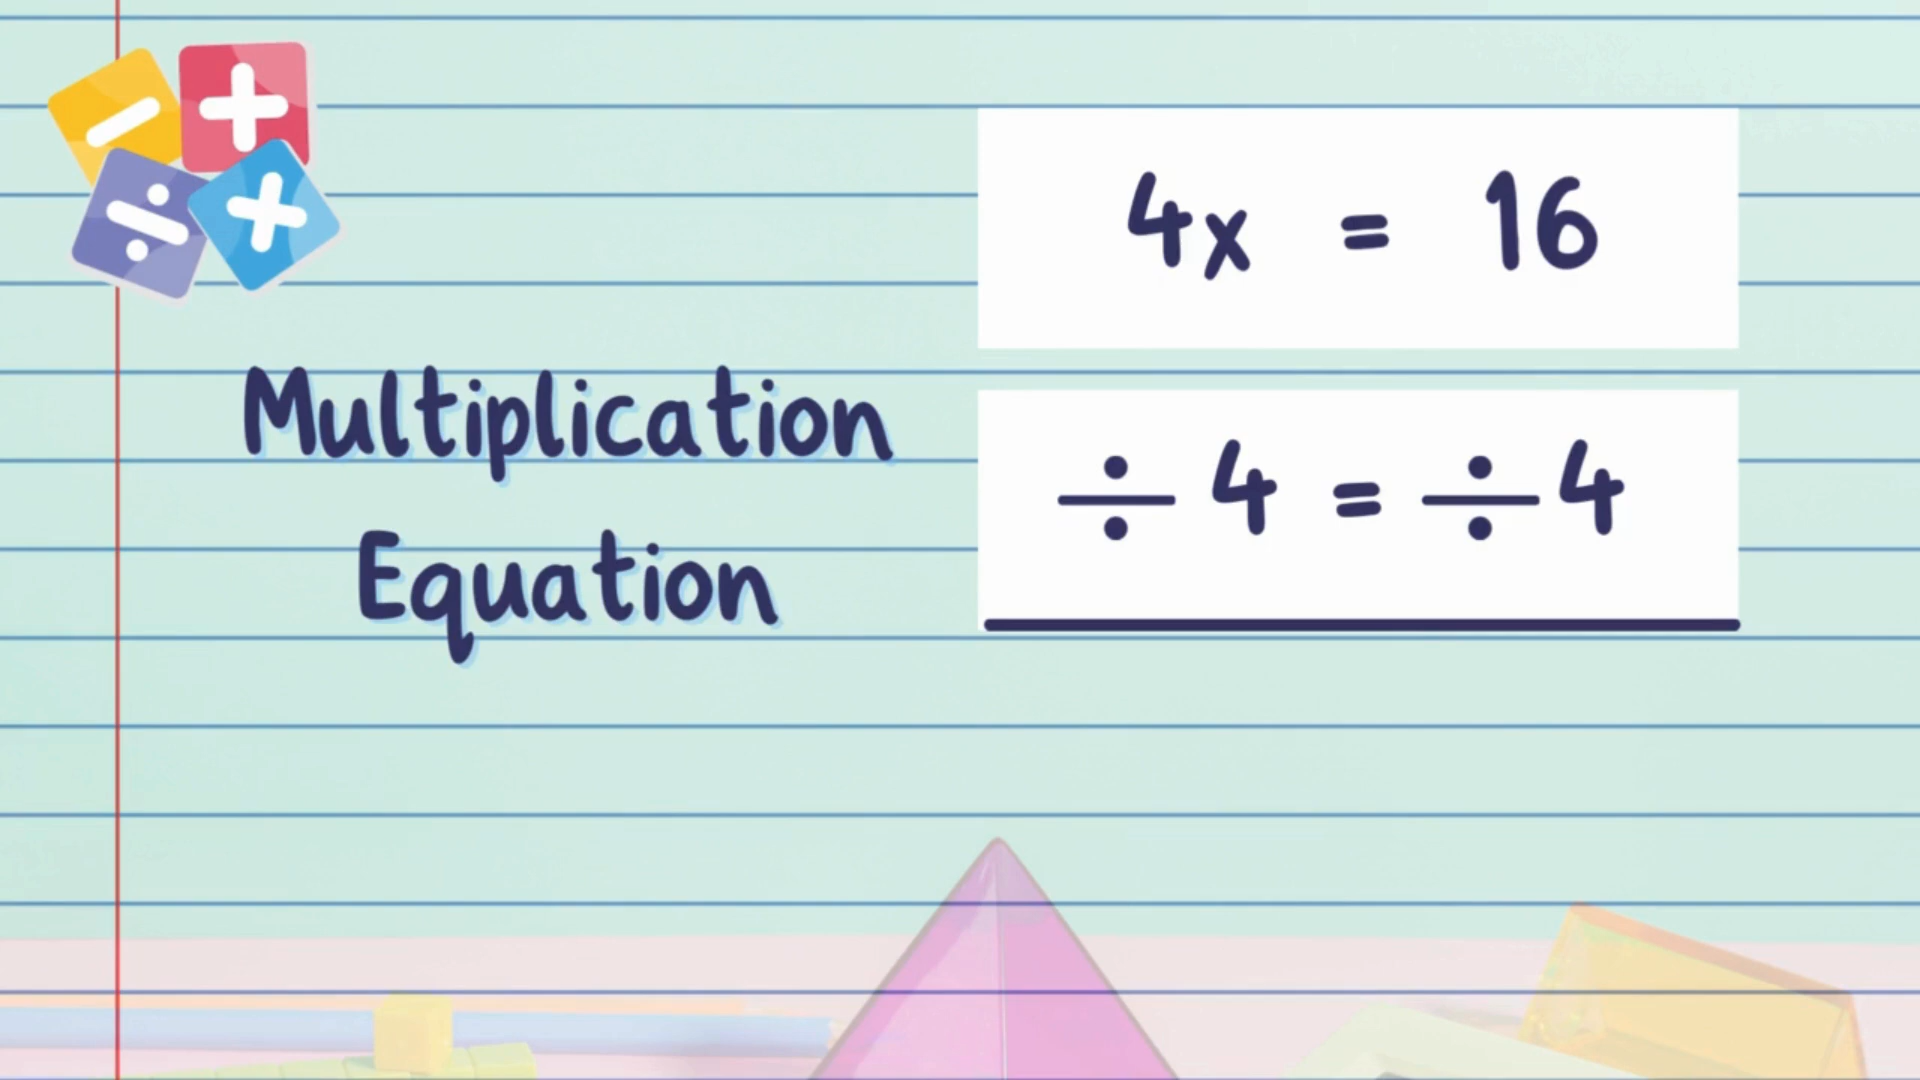 4x = 16
Multiplication
÷ 4 = ÷ 4
Equation